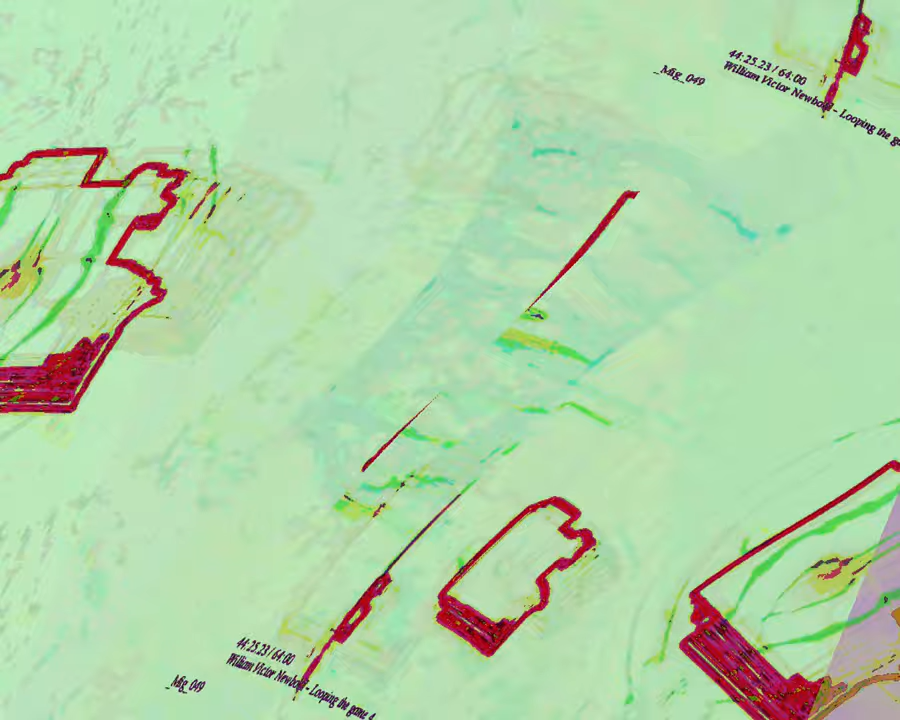 44:25.23 / 64:00
_Mig_049
William Victor Newbold - Looping the
44:25.23 / 64:00
William Victor Newbold - Looping the game
_Mig_049